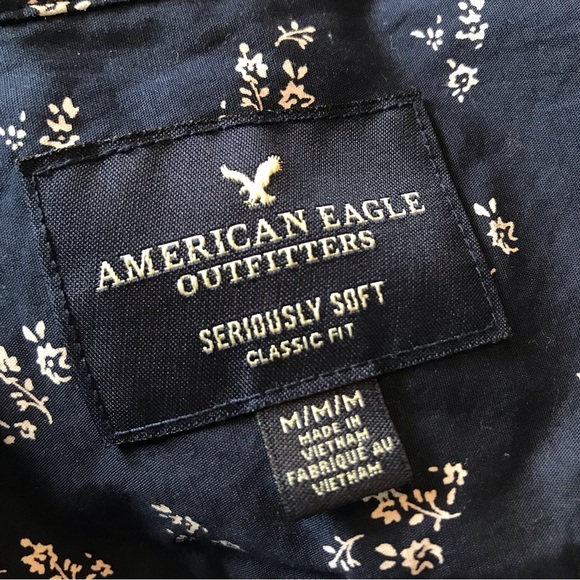 AMERICAN EAGLE
OUTFITTERS
SERIOUSLY SOFT
CLASSIC FIT
M/M/M
MADE IN
VIETNAM
FABRIQUE AU
VIETNAM